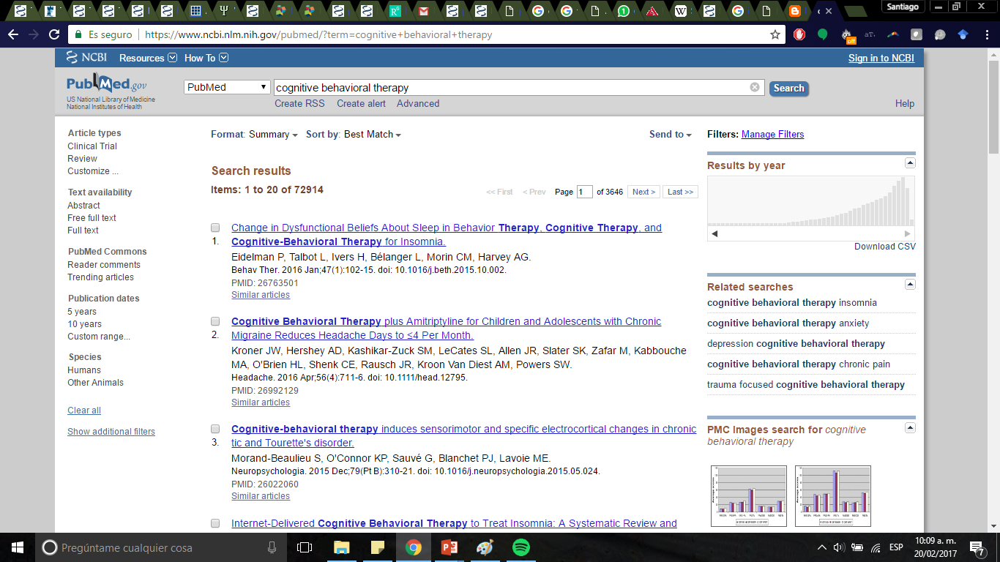 Santiago
Es seguro | https://www.ncbi.nlm.nih.gov/pubmed/?term=cognitive+behavioral+therapy
off
aT.
NCBI Resources How To Sign in to NCBI
PubMed.gov
US National Library of Medicine
National Institutes of Health
PubMed
cognitive behavioral therapy
Search
Create RSS Create alert Advanced
Help
Article types
Clinical Trial
Review
Customize ...
Text availability
Abstract
Free full text
Full text
PubMed Commons
Reader comments
Trending articles
Publication dates
5 years
10 years
Custom range...
Species
Humans
Other Animals
Clear all
Show additional filters
Format: Summary Sort by: Best Match Send to
Search results
Items: 1 to 20 of 72914
<< First < Prev Page 1 of 3646 Next > Last >>
Change in Dysfunctional Beliefs About Sleep in Behavior Therapy, Cognitive Therapy, and
1. Cognitive-Behavioral Therapy for Insomnia.
Eidelman P, Talbot L, Ivers H, Bélanger L, Morin CM, Harvey AG.
Behav Ther. 2016 Jan;47(1):102-15. doi: 10.1016/j.beth.2015.10.002.
PMID: 26763501
Similar articles
Cognitive Behavioral Therapy plus Amitriptyline for Children and Adolescents with Chronic
2. Migraine Reduces Headache Days to ≤4 Per Month.
Kroner JW, Hershey AD, Kashikar-Zuck SM, LeCates SL, Allen JR, Slater SK, Zafar M, Kabbouche
MA, O'Brien HL, Shenk CE, Rausch JR, Kroon Van Diest AM, Powers SW.
Headache. 2016 Apr;56(4):711-6. doi: 10.1111/head.12795.
PMID: 26992129
Similar articles
Cognitive-behavioral therapy induces sensorimotor and specific electrocortical changes in chronic
3. tic and Tourette's disorder.
Morand-Beaulieu S, O'Connor KP, Sauvé G, Blanchet PJ, Lavoie ME.
Neuropsychologia. 2015 Dec;79(Pt B):310-21. doi: 10.1016/j.neuropsychologia.2015.05.024.
PMID: 26022060
Similar articles
Internet-Delivered Cognitive Behavioral Therapy to Treat Insomnia: A Systematic Review and
Filters: Manage Filters
Results by year
Download CSV
Related searches
cognitive behavioral therapy insomnia
cognitive behavioral therapy anxiety
depression cognitive behavioral therapy
cognitive behavioral therapy chronic pain
trauma focused cognitive behavioral therapy
PMC Images search for cognitive
behavioral therapy
Pregúntame cualquier cosa
ESP
10:09 a. m.
20/02/2017
7